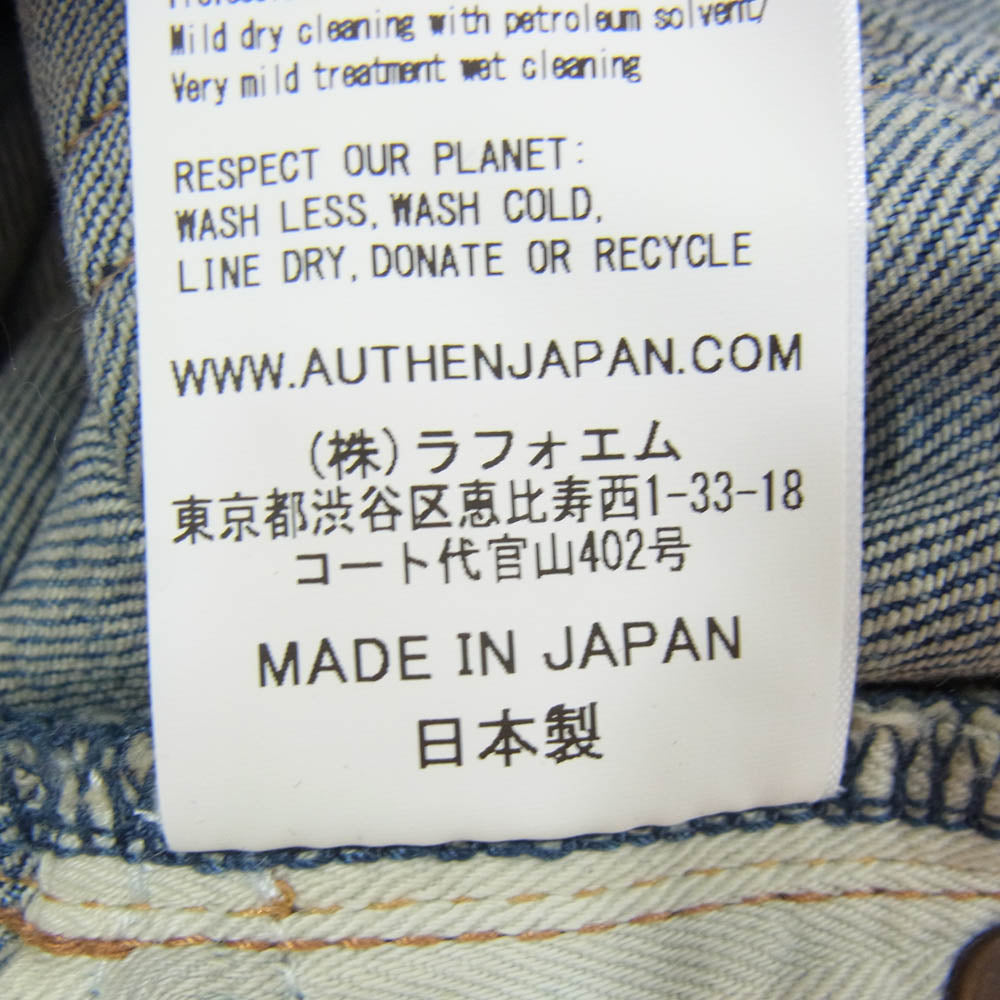 Mild dry cleaning with petroleum solvent/
Very mild treatment wet cleaning
RESPECT OUR PLANET:
WASH LESS, WASH COLD,
LINE DRY, DONATE OR RECYCLE
WWW.AUTHENJAPAN.COM
(株)ラフォエム
東京都渋谷区恵比寿西1-33-18
コート代官山402号
MADE IN JAPAN
日本製